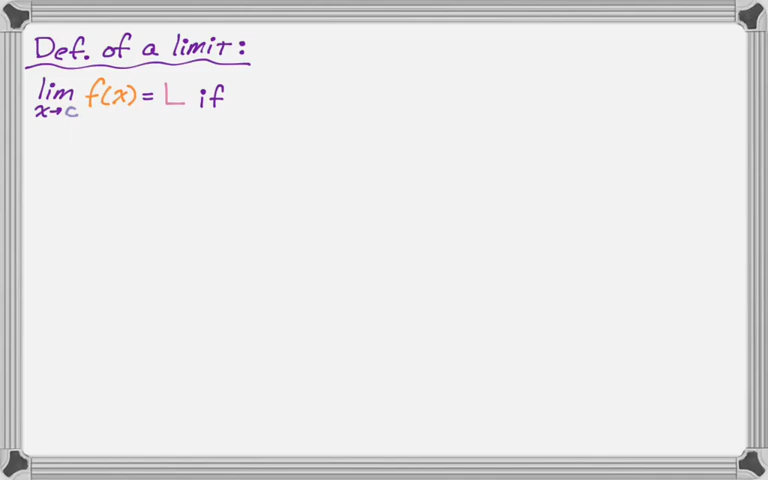 Def. of a limit:
lim f(x) = L if
x→c